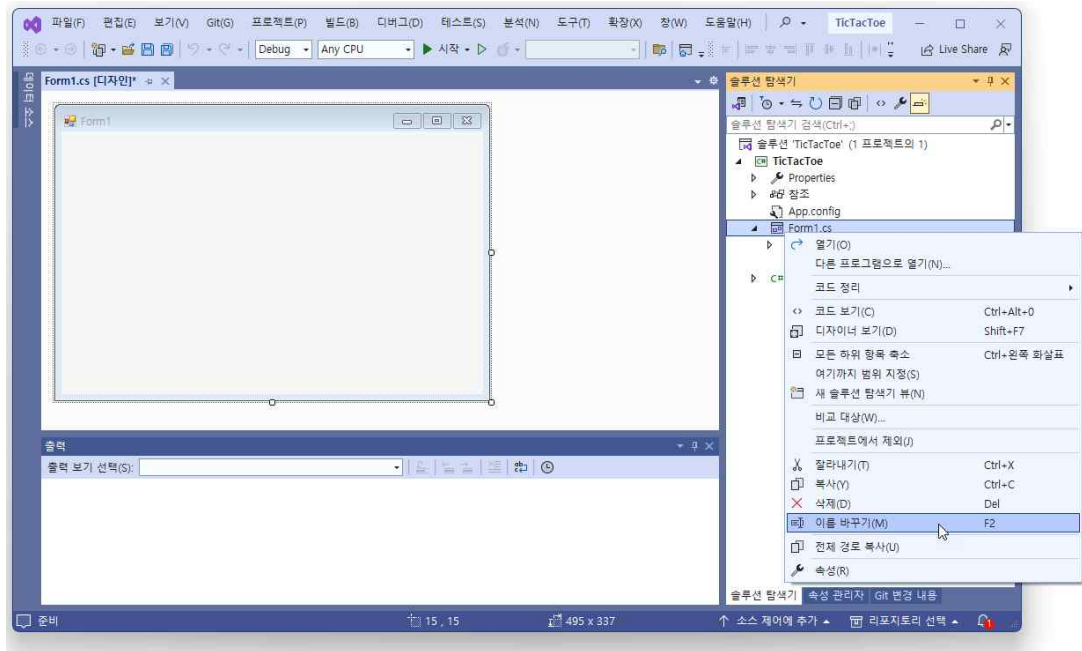 파일(F) 편집(E) 보기(V) Git(G) 프로젝트(P) 빌드(B) 디버그(D) 테스트(S) 분석(N) 도구(T) 확장(X) 창(W) 도움말(H) TicTacToe
Debug Any CPU 시작 Live Share
데이터 소스
Form1.cs [디자인]*
Form1
솔루션 탐색기
솔루션 탐색기 검색(Ctrl+;)
솔루션 'TicTacToe' (1 프로젝트의 1)
C# TicTacToe
Properties
참조
App.config
Form1.cs
C#
열기(O)
다른 프로그램으로 열기(N)...
코드 정리
코드 보기(C) Ctrl+Alt+0
디자이너 보기(D) Shift+F7
모든 하위 항목 축소 Ctrl+왼쪽 화살표
여기까지 범위 지정(S)
새 솔루션 탐색기 뷰(N)
비교 대상(W)...
프로젝트에서 제외(J)
잘라내기(T) Ctrl+X
복사(Y) Ctrl+C
삭제(D) Del
이름 바꾸기(M) F2
전체 경로 복사(U)
속성(R)
출력
출력 보기 선택(S):
솔루션 탐색기 속성 관리자 Git 변경 내용
준비 15 , 15 495 x 337 소스 제어에 추가 리포지토리 선택 1